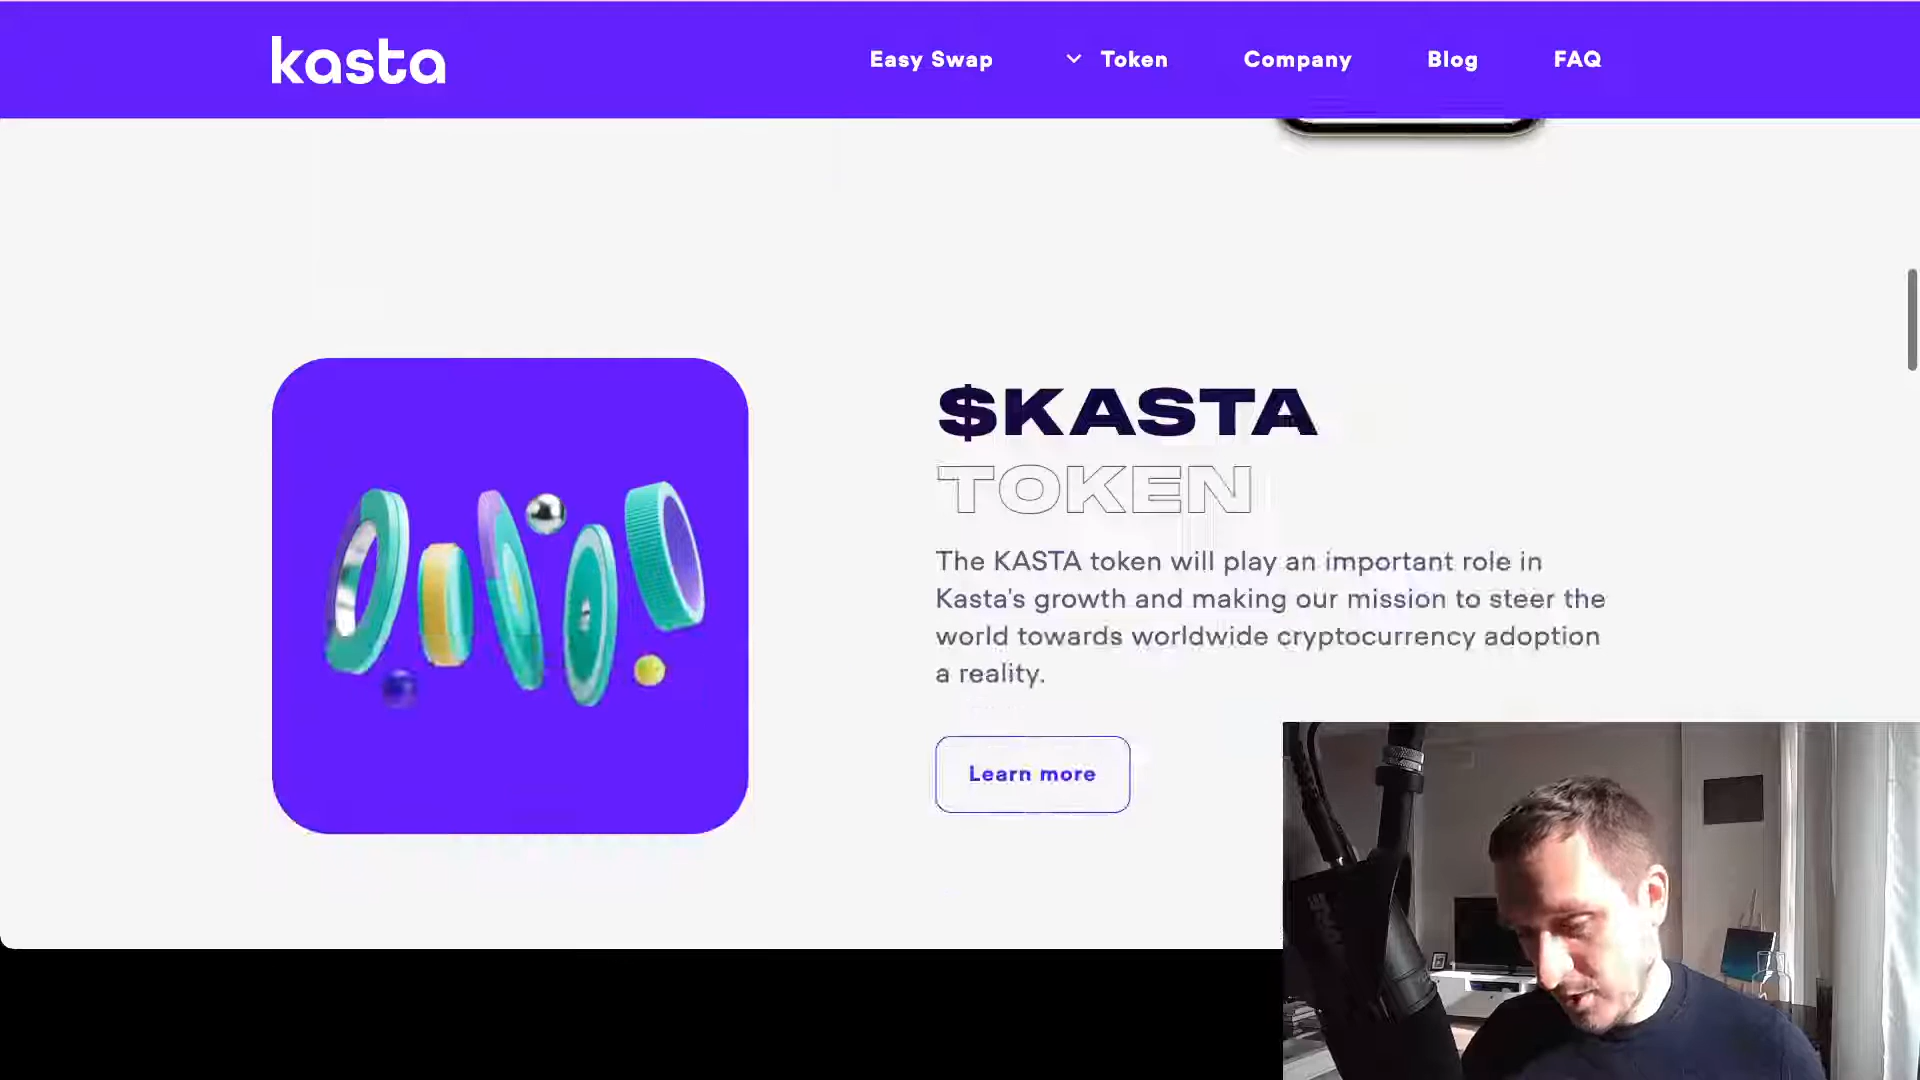 kasta
Easy Swap
Token
Company
Blog
FAQ
$KASTA
TOKEN
The KASTA token will play an important role in
Kasta's growth and making our mission to steer the
world towards worldwide cryptocurrency adoption
a reality.
Learn more